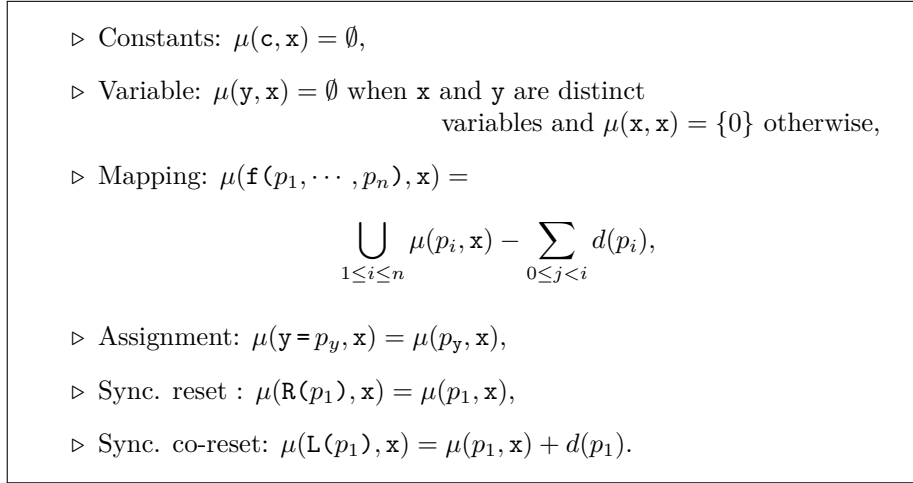 ▷ Constants: μ(c, x) = ∅,
▷ Variable: μ(y, x) = ∅ when x and y are distinct
variables and μ(x, x) = {0} otherwise,
▷ Mapping: μ(f(p₁, ⋯ , pₙ), x) =
⋃_{1≤i≤n} μ(pᵢ, x) − ∑_{0≤j<i} d(pᵢ),
▷ Assignment: μ(y = p_y, x) = μ(p_y, x),
▷ Sync. reset : μ(R(p₁), x) = μ(p₁, x),
▷ Sync. co-reset: μ(L(p₁), x) = μ(p₁, x) + d(p₁).